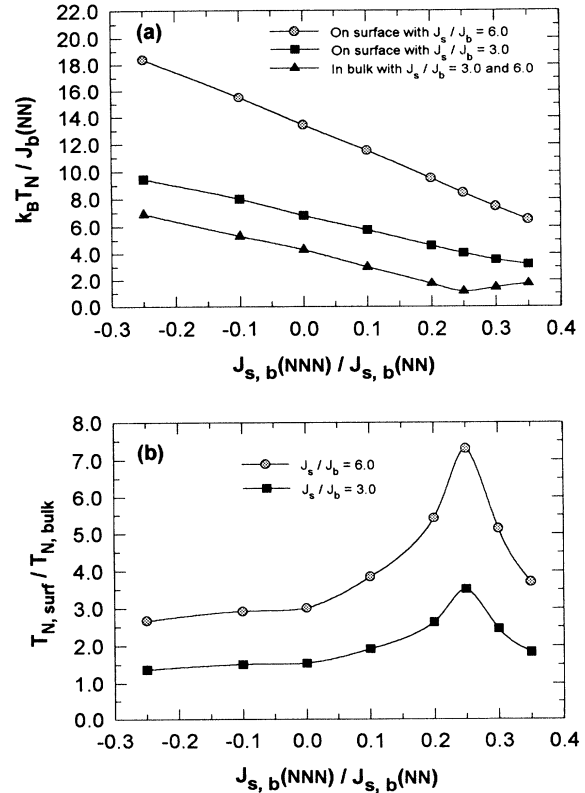 (a)
On surface with J_s / J_b = 6.0
On surface with J_s / J_b = 3.0
In bulk with J_s / J_b = 3.0 and 6.0
k_B T_N / J_b(NN)
22.0
20.0
18.0
16.0
14.0
12.0
10.0
8.0
6.0
4.0
2.0
0.0
-0.3 -0.2 -0.1 0.0 0.1 0.2 0.3 0.4
J_s, b(NNN) / J_s, b(NN)
(b)
J_s / J_b = 6.0
J_s / J_b = 3.0
T_N, surf / T_N, bulk
8.0
7.0
6.0
5.0
4.0
3.0
2.0
1.0
0.0
-0.3 -0.2 -0.1 0.0 0.1 0.2 0.3 0.4
J_s, b(NNN) / J_s, b(NN)